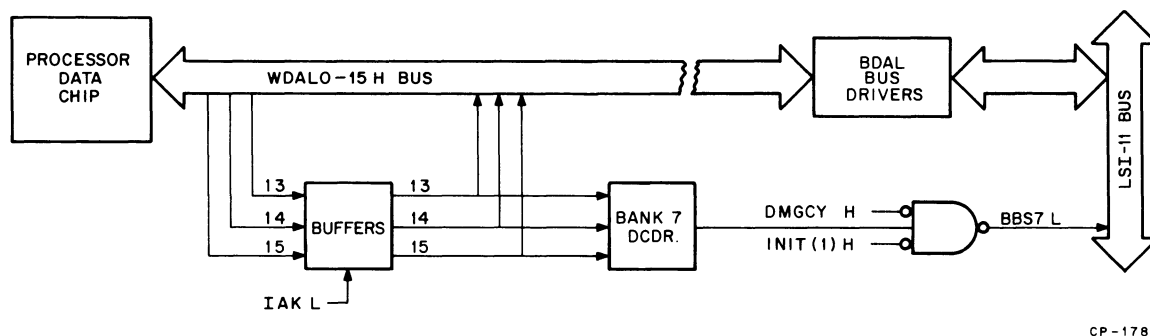 PROCESSOR
DATA
CHIP
WDAL0-15 H BUS
BDAL
BUS
DRIVERS
LSI-11 BUS
13
14
15
BUFFERS
IAK L
13
14
15
BANK 7
DCDR.
DMGCY H
INIT (1) H
BBS7 L
CP-178